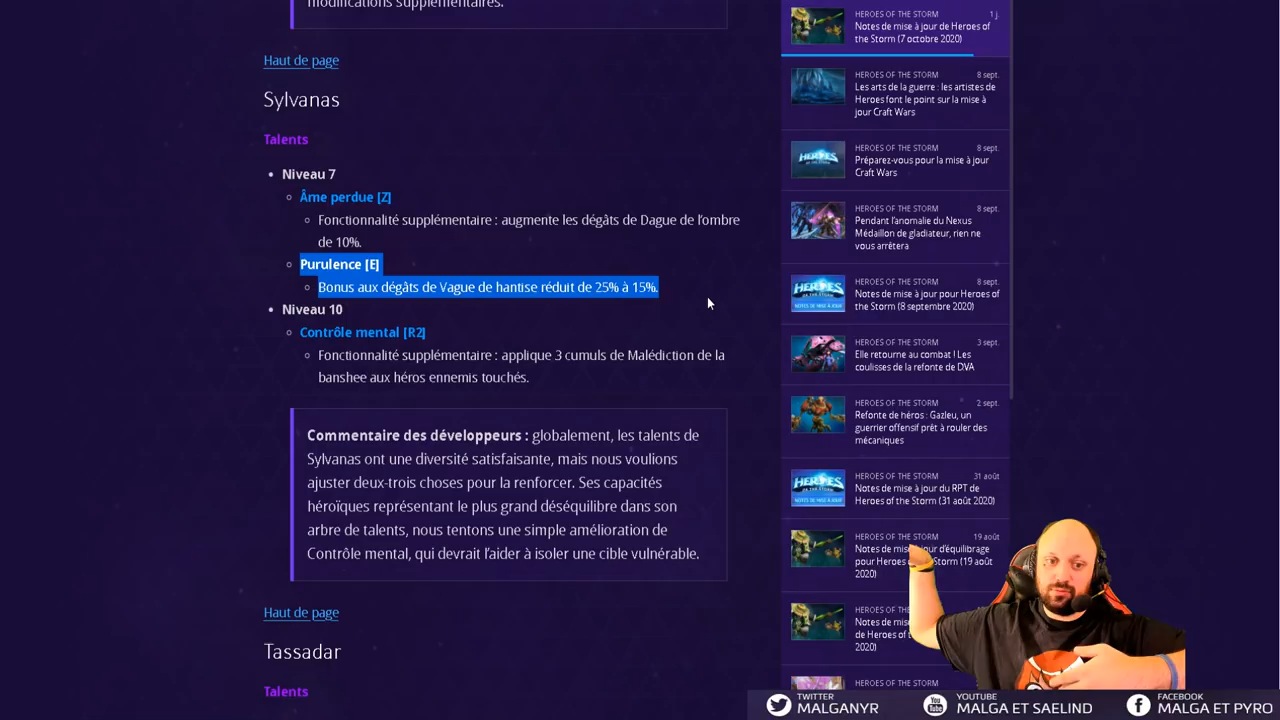 modifications supplémentaires.
Haut de page
Sylvanas
Talents
Niveau 7
Âme perdue [Z]
Fonctionnalité supplémentaire : augmente les dégâts de Dague de l'ombre
de 10%.
Purulence [E]
Bonus aux dégâts de Vague de hantise réduit de 25% à 15%.
Niveau 10
Contrôle mental [R2]
Fonctionnalité supplémentaire : applique 3 cumuls de Malédiction de la
banshee aux héros ennemis touchés.
Commentaire des développeurs : globalement, les talents de
Sylvanas ont une diversité satisfaisante, mais nous voulions
ajuster deux-trois choses pour la renforcer. Ses capacités
héroïques représentant le plus grand déséquilibre dans son
arbre de talents, nous tentons une simple amélioration de
Contrôle mental, qui devrait l'aider à isoler une cible vulnérable.
Haut de page
Tassadar
Talents
HEROES OF THE STORM 1 j.
Notes de mise à jour de Heroes of
the Storm (7 octobre 2020)
HEROES OF THE STORM 8 sept.
Les arts de la guerre : les artistes de
Heroes font le point sur la mise à
jour Craft Wars
HEROES OF THE STORM 8 sept.
Préparez-vous pour la mise à jour
Craft Wars
HEROES OF THE STORM 8 sept.
Pendant l'anomalie du Nexus
Médaillon de gladiateur, rien ne
vous arrêtera
HEROES OF THE STORM 8 sept.
Notes de mise à jour pour Heroes of
the Storm (8 septembre 2020)
HEROES OF THE STORM 3 sept.
Elle retourne au combat ! Les
coulisses de la refonte de D.VA
HEROES OF THE STORM 2 sept.
Refonte de héros : Gazleu, un
guerrier offensif prêt à rouler des
mécaniques
HEROES OF THE STORM 31 août
Notes de mise à jour du RPT de
Heroes of the Storm (31 août 2020)
HEROES OF THE STORM 19 août
Notes de mise jour d'équilibrage
pour Heroes Storm (19 août
2020)
HEROES OF THE
Notes de
de Heroes of
2020)
HEROES OF THE STORM
TWITTER
MALGANYR
YOUTUBE
MALGA ET SAELIND
FACEBOOK
MALGA ET PYRO